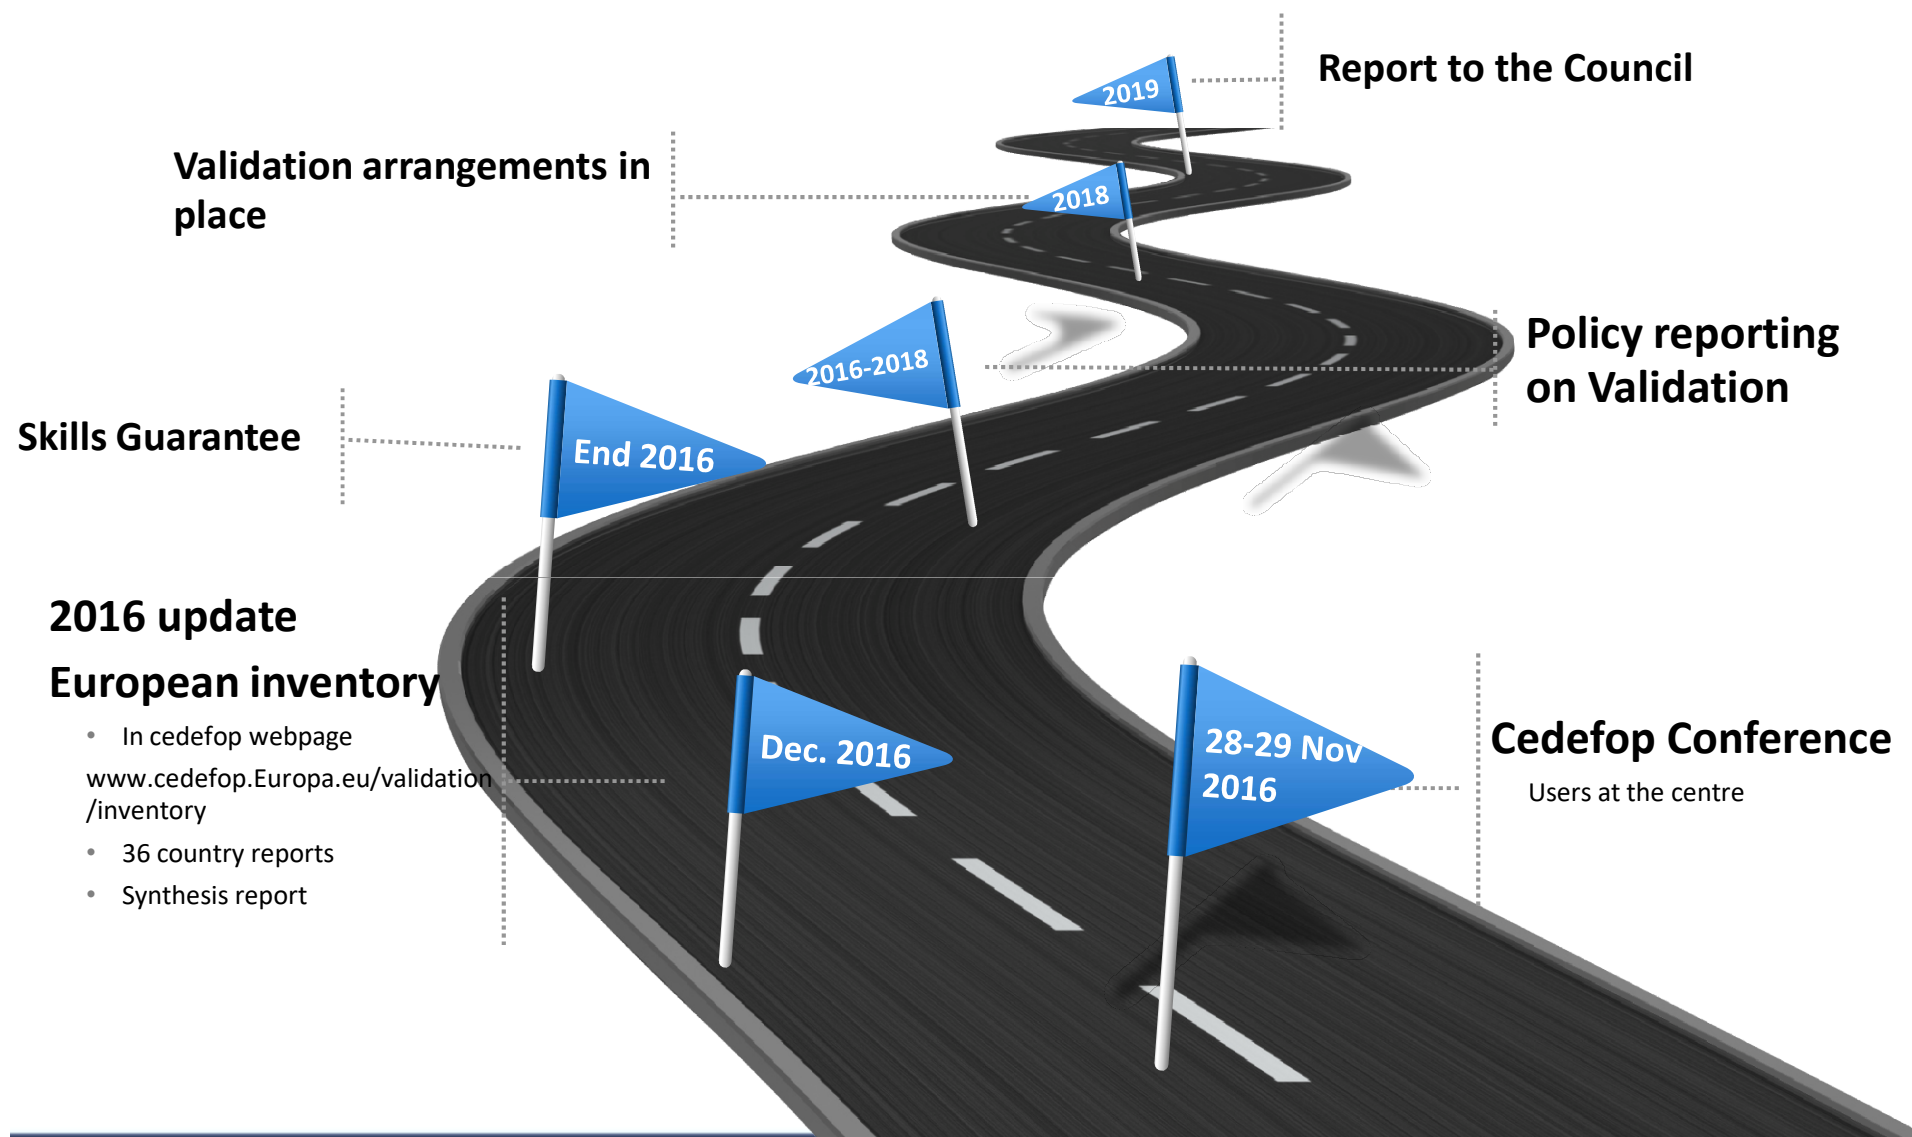 Report to the Council
2019
Validation arrangements in
place
2018
Policy reporting
on Validation
2016-2018
Skills Guarantee
End 2016
2016 update
European inventory
• In cedefop webpage
www.cedefop.Europa.eu/validation
/inventory
• 36 country reports
• Synthesis report
Dec. 2016
28-29 Nov
2016
Cedefop Conference
Users at the centre